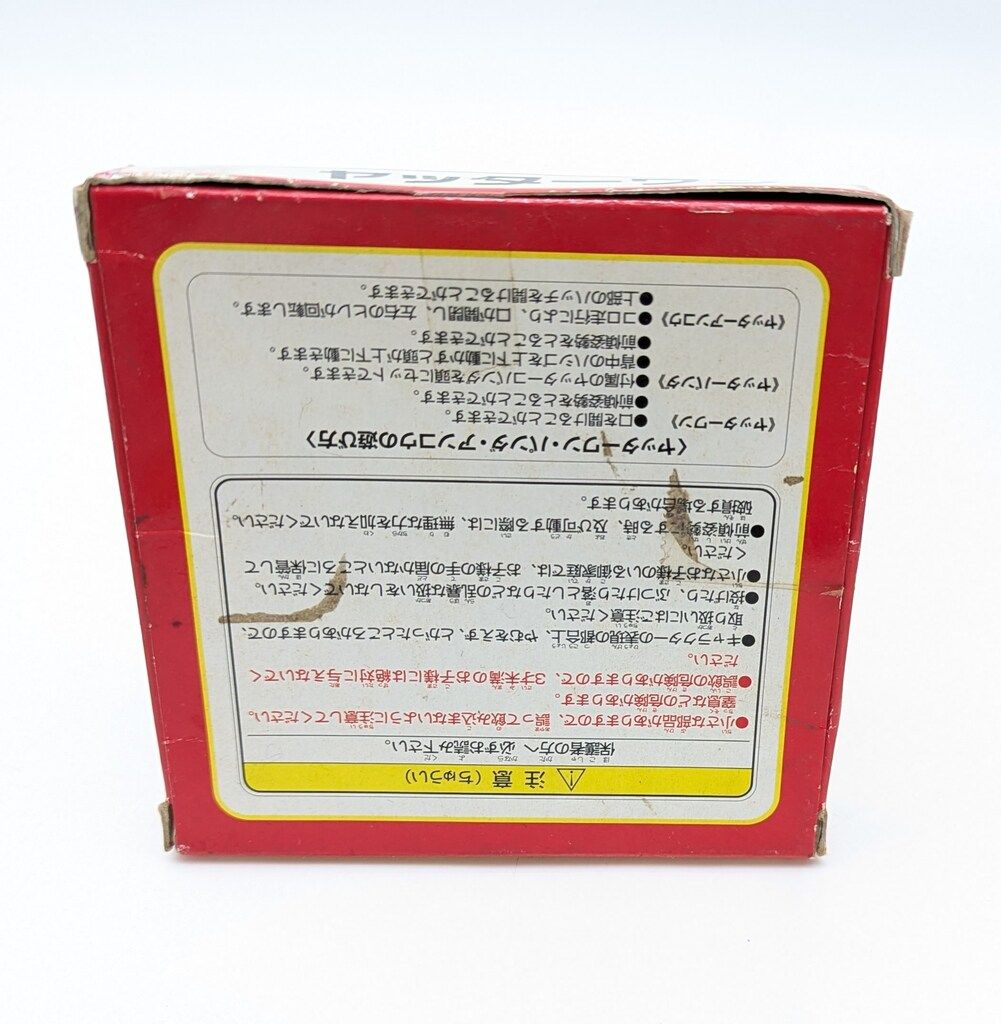 ⚠ 注意 (ちゅうい)
保護者の方へ 必ずお読み下さい。
●小さな部品がありますので、誤って飲み込まないように注意してください。
窒息などの危険があります。
●誤飲の危険がありますので、3才未満のお子様には絶対に与えないでく
ださい。
●キャラクターの表現の都合上、やむをえず、とがったところがありますので、
取り扱いにはご注意ください。
●投げたり、ぶつけたり落としたりなどの乱暴な扱いをしないでください。
●小さなお子様のいる御家庭では、お子様の手の届かないところに保管して
ください。
●前傾姿勢にする時、及び可動する際には、無理な力を加えないでください。
破損する場合があります。
《ヤッターワン・パンダ・アンコウの遊び方》
《ヤッターワン》 ●口を開けることができます。
●前傾姿勢をとることができます。
《ヤッターパンダ》 ●付属のヤッターコパンダを頭にセットできます。
●背中のハシゴを上下に動かすと頭が上下に動きます。
●前傾姿勢をとることができます。
《ヤッターアンコウ》 ●コロ走行により、口が開閉し、左右のヒレが回転します。
●上部のハッチを開けることができます。